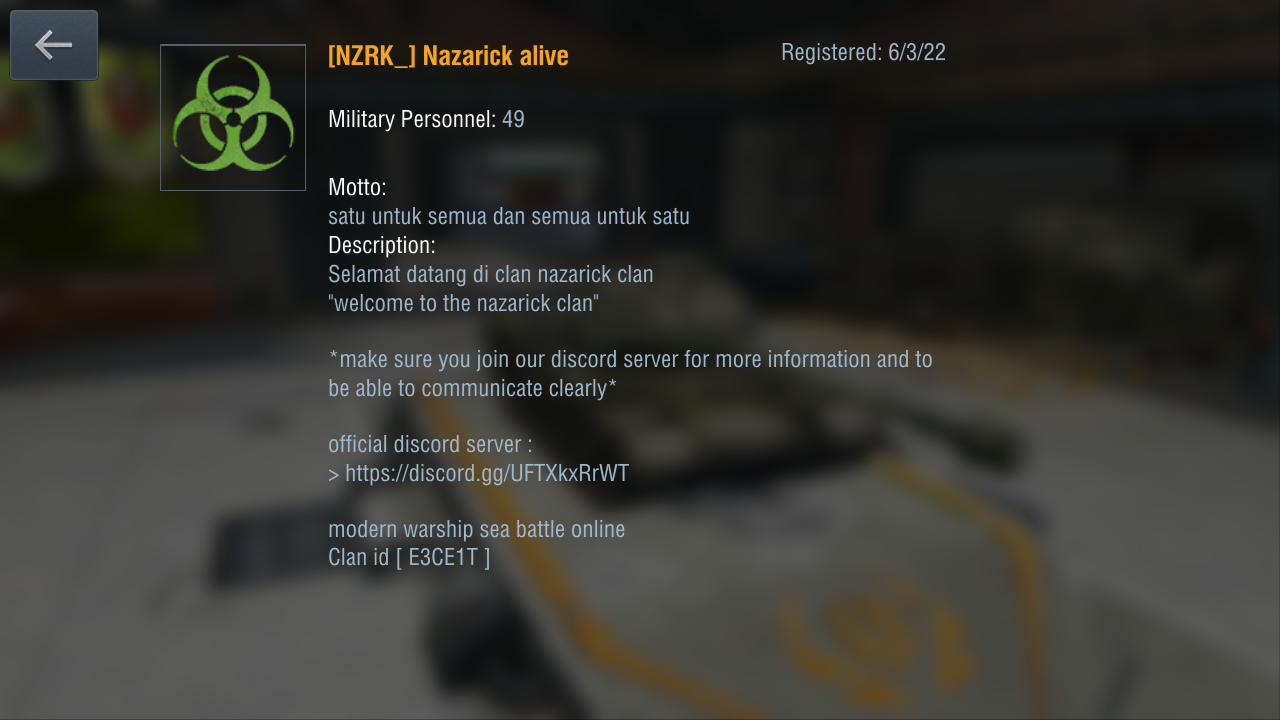 [NZRK_] Nazarick alive
Registered: 6/3/22
Military Personnel: 49
Motto:
satu untuk semua dan semua untuk satu
Description:
Selamat datang di clan nazarick clan
"welcome to the nazarick clan"
*make sure you join our discord server for more information and to
be able to communicate clearly*
official discord server :
> https://discord.gg/UFTXkxRrWT
modern warship sea battle online
Clan id [ E3CE1T ]